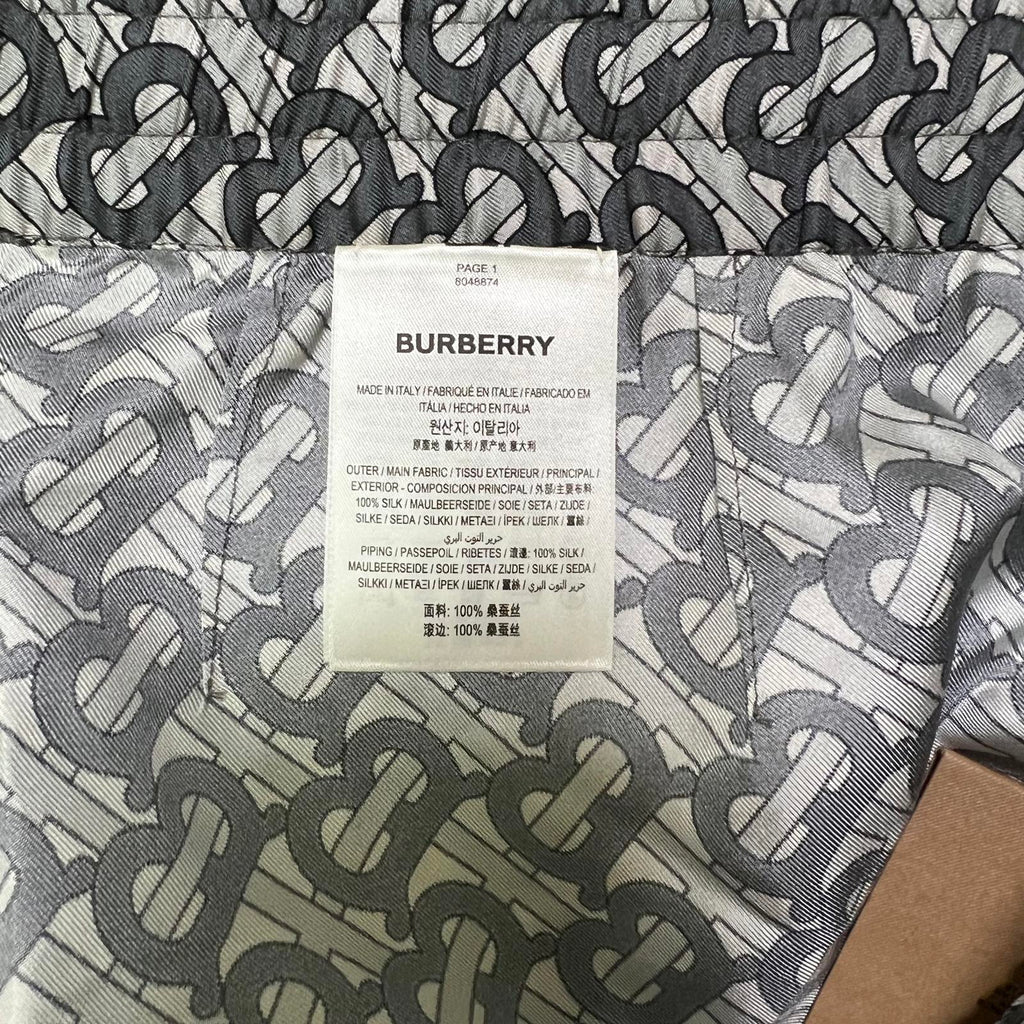 PAGE 1
8048874
BURBERRY
MADE IN ITALY / FABRIQUÉ EN ITALIE / FABRICADO EM
ITÁLIA / HECHO EN ITALIA
원산지: 이탈리아
原產地 義大利 / 原产地 意大利
OUTER / MAIN FABRIC / TISSU EXTÉRIEUR / PRINCIPAL /
EXTERIOR - COMPOSICION PRINCIPAL / 外部/主要布料
100% SILK / MAULBEERSEIDE / SOIE / SETA / ZIJDE /
SILKE / SEDA / SILKKI / ΜΕΤΑΞΙ / İPEK / ШЕЛК / 蠶絲 /
حرير التوت البري
PIPING / PASSEPOIL / RIBETES / 滾邊: 100% SILK /
MAULBEERSEIDE / SOIE / SETA / ZIJDE / SILKE / SEDA /
SILKKI / ΜΕΤΑΞΙ / İPEK / ШЕЛК / 蠶絲 / حرير التوت البري
面料: 100% 桑蚕丝
滚边: 100% 桑蚕丝